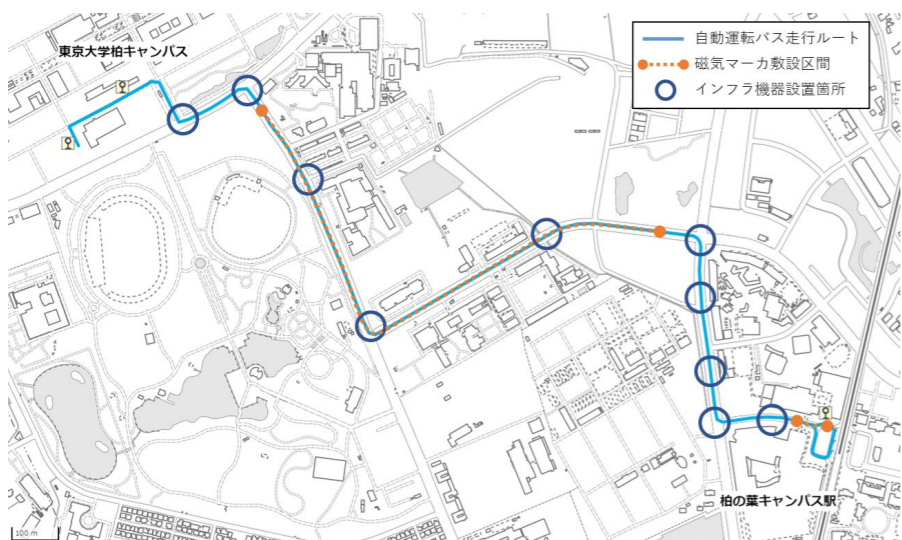 東京大学柏キャンパス
自動運転バス走行ルート
磁気マーカ敷設区間
インフラ機器設置箇所
柏の葉キャンパス駅
100 m